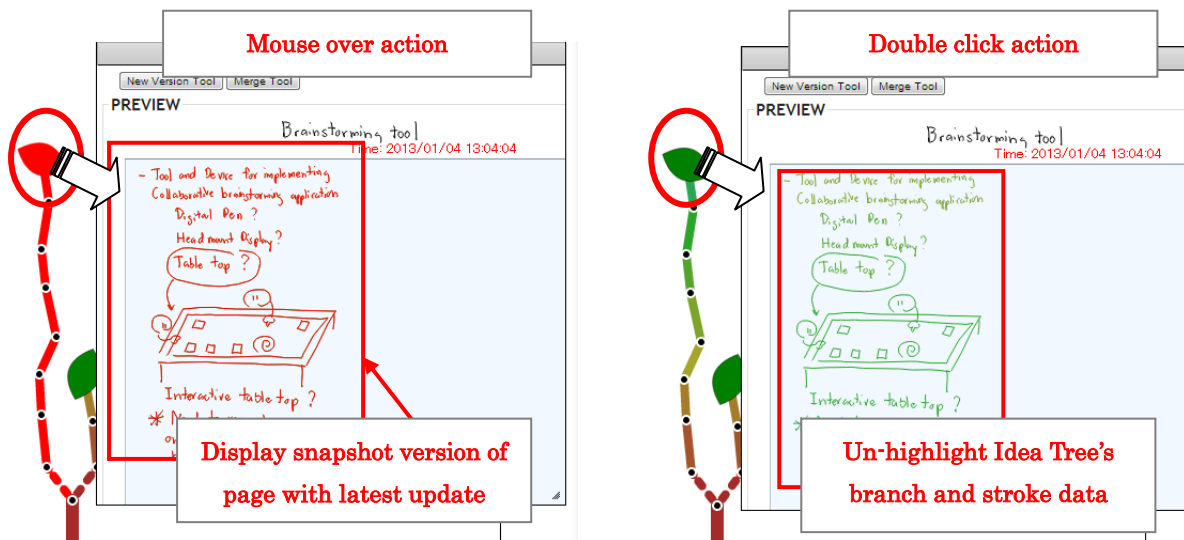 Mouse over action
New Version Tool
Merge Tool
PREVIEW
Brainstorming tool
Time: 2013/01/04 13:04:04
- Tool and Device for implementing
Collaborative brainstorming application
Digital Pen ?
Head mount Display ?
Table top ?
Interactive table top ?
*
Display snapshot version of
page with latest update
Double click action
New Version Tool
Merge Tool
PREVIEW
Brainstorming tool
Time: 2013/01/04 13:04:04
- Tool and Device for implementing
Collaborative brainstorming application
Digital Pen ?
Head mount Display ?
Table top ?
Interactive table top ?
*
Un-highlight Idea Tree's
branch and stroke data